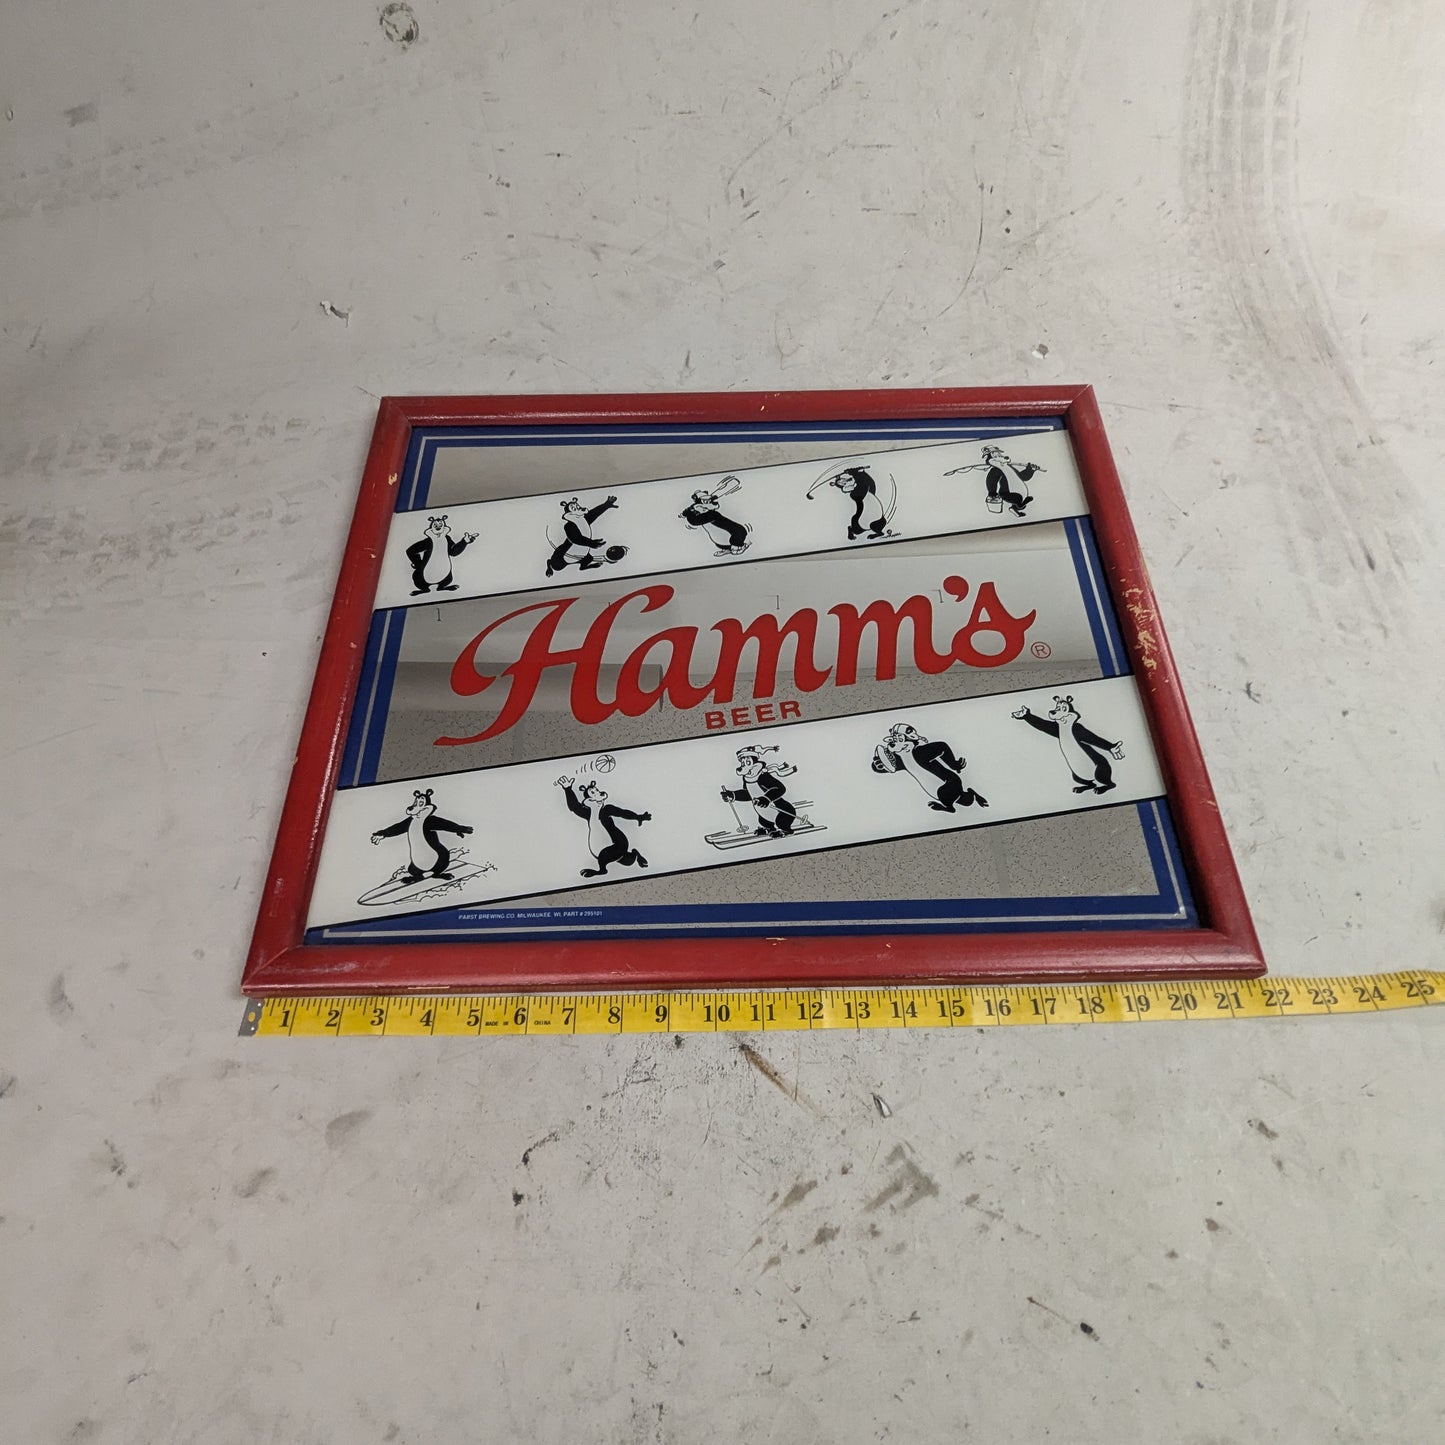 Hamm's ®
BEER
PABST BREWING CO. MILWAUKEE, WI, PART # 295101
1 2 3 4 5 MADE IN 6 CHINA 7 8 9 10 11 12 13 14 15 16 17 18 19 20 21 22 23 24 25